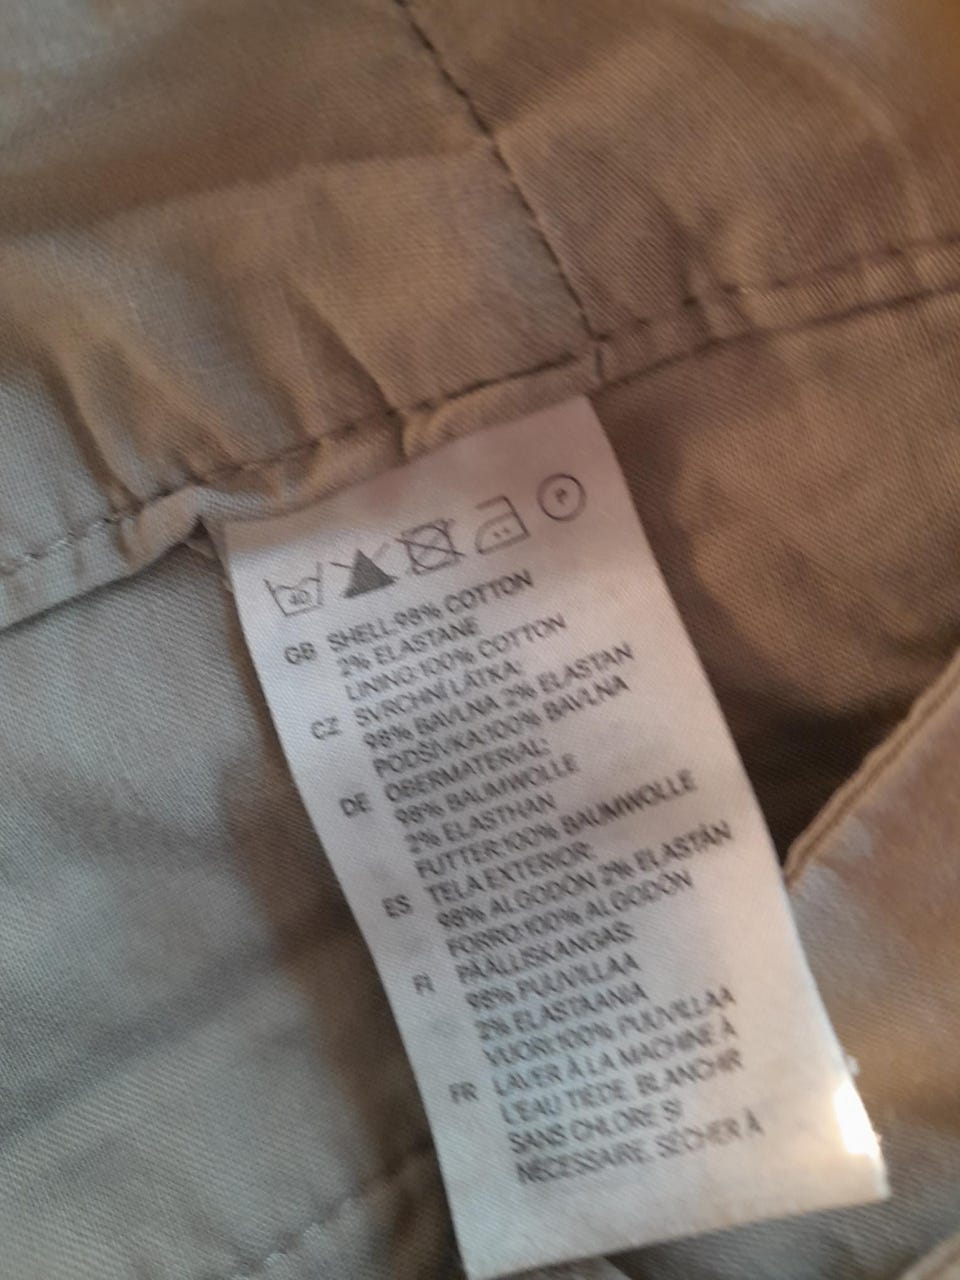 40
P
GB SHELL:98% COTTON
2% ELASTANE
LINING:100% COTTON
CZ SVRCHNÍ LÁTKA:
98% BAVLNA 2% ELASTAN
PODŠÍVKA:100% BAVLNA
DE OBERMATERIAL:
98% BAUMWOLLE
2% ELASTHAN
FUTTER:100% BAUMWOLLE
ES TELA EXTERIOR:
98% ALGODÓN 2% ELASTÁN
FORRO:100% ALGODÓN
FI PÄÄLLISKANGAS:
98% PUUVILLAA
2% ELASTAANIA
VUORI:100% PUUVILLAA
FR LAVER À LA MACHINE À
L'EAU TIÈDE BLANCHIR
SANS CHLORE SI
NÉCESSAIRE SÉCHER À